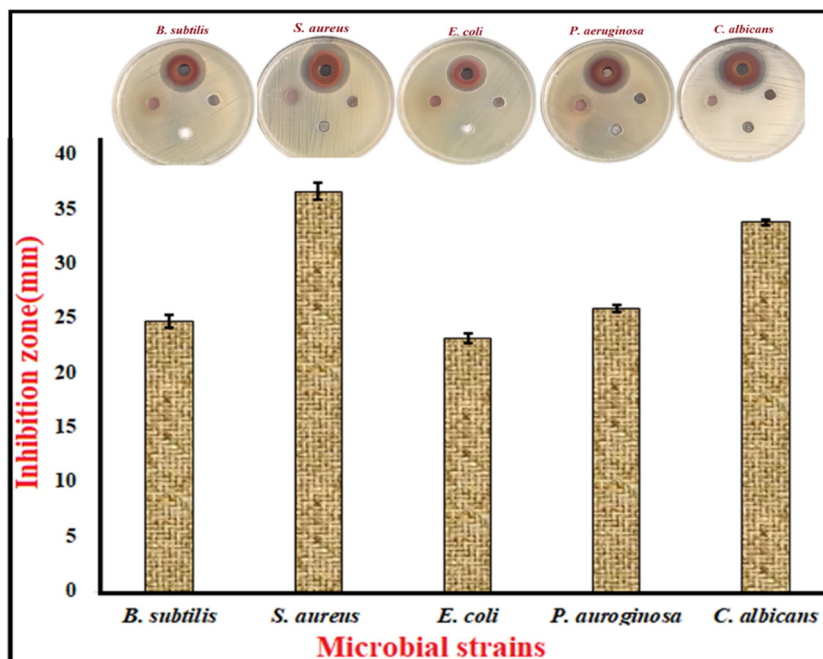 B. subtilis
S. aureus
E. coli
P. aeruginosa
C. albicans
40
35
30
25
20
15
10
5
0
Inhibition zone(mm)
B. subtilis
S. aureus
E. coli
P. auroginosa
C. albicans
Microbial strains